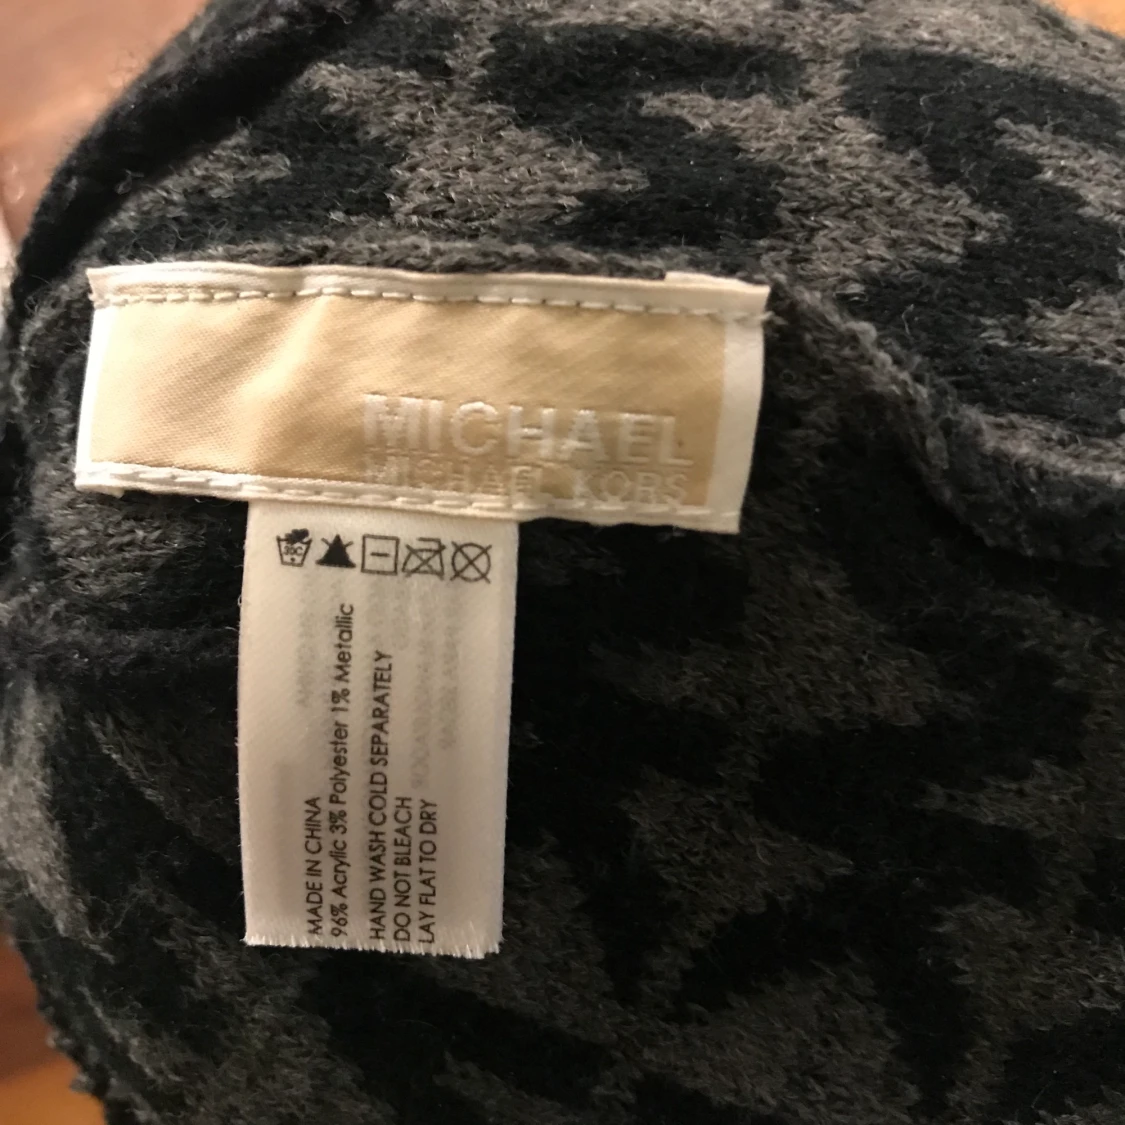 MICHAEL
MICHAEL KORS
30C
MADE IN CHINA
96% Acrylic 3% Polyester 1% Metallic
HAND WASH COLD SEPARATELY
DO NOT BLEACH
LAY FLAT TO DRY